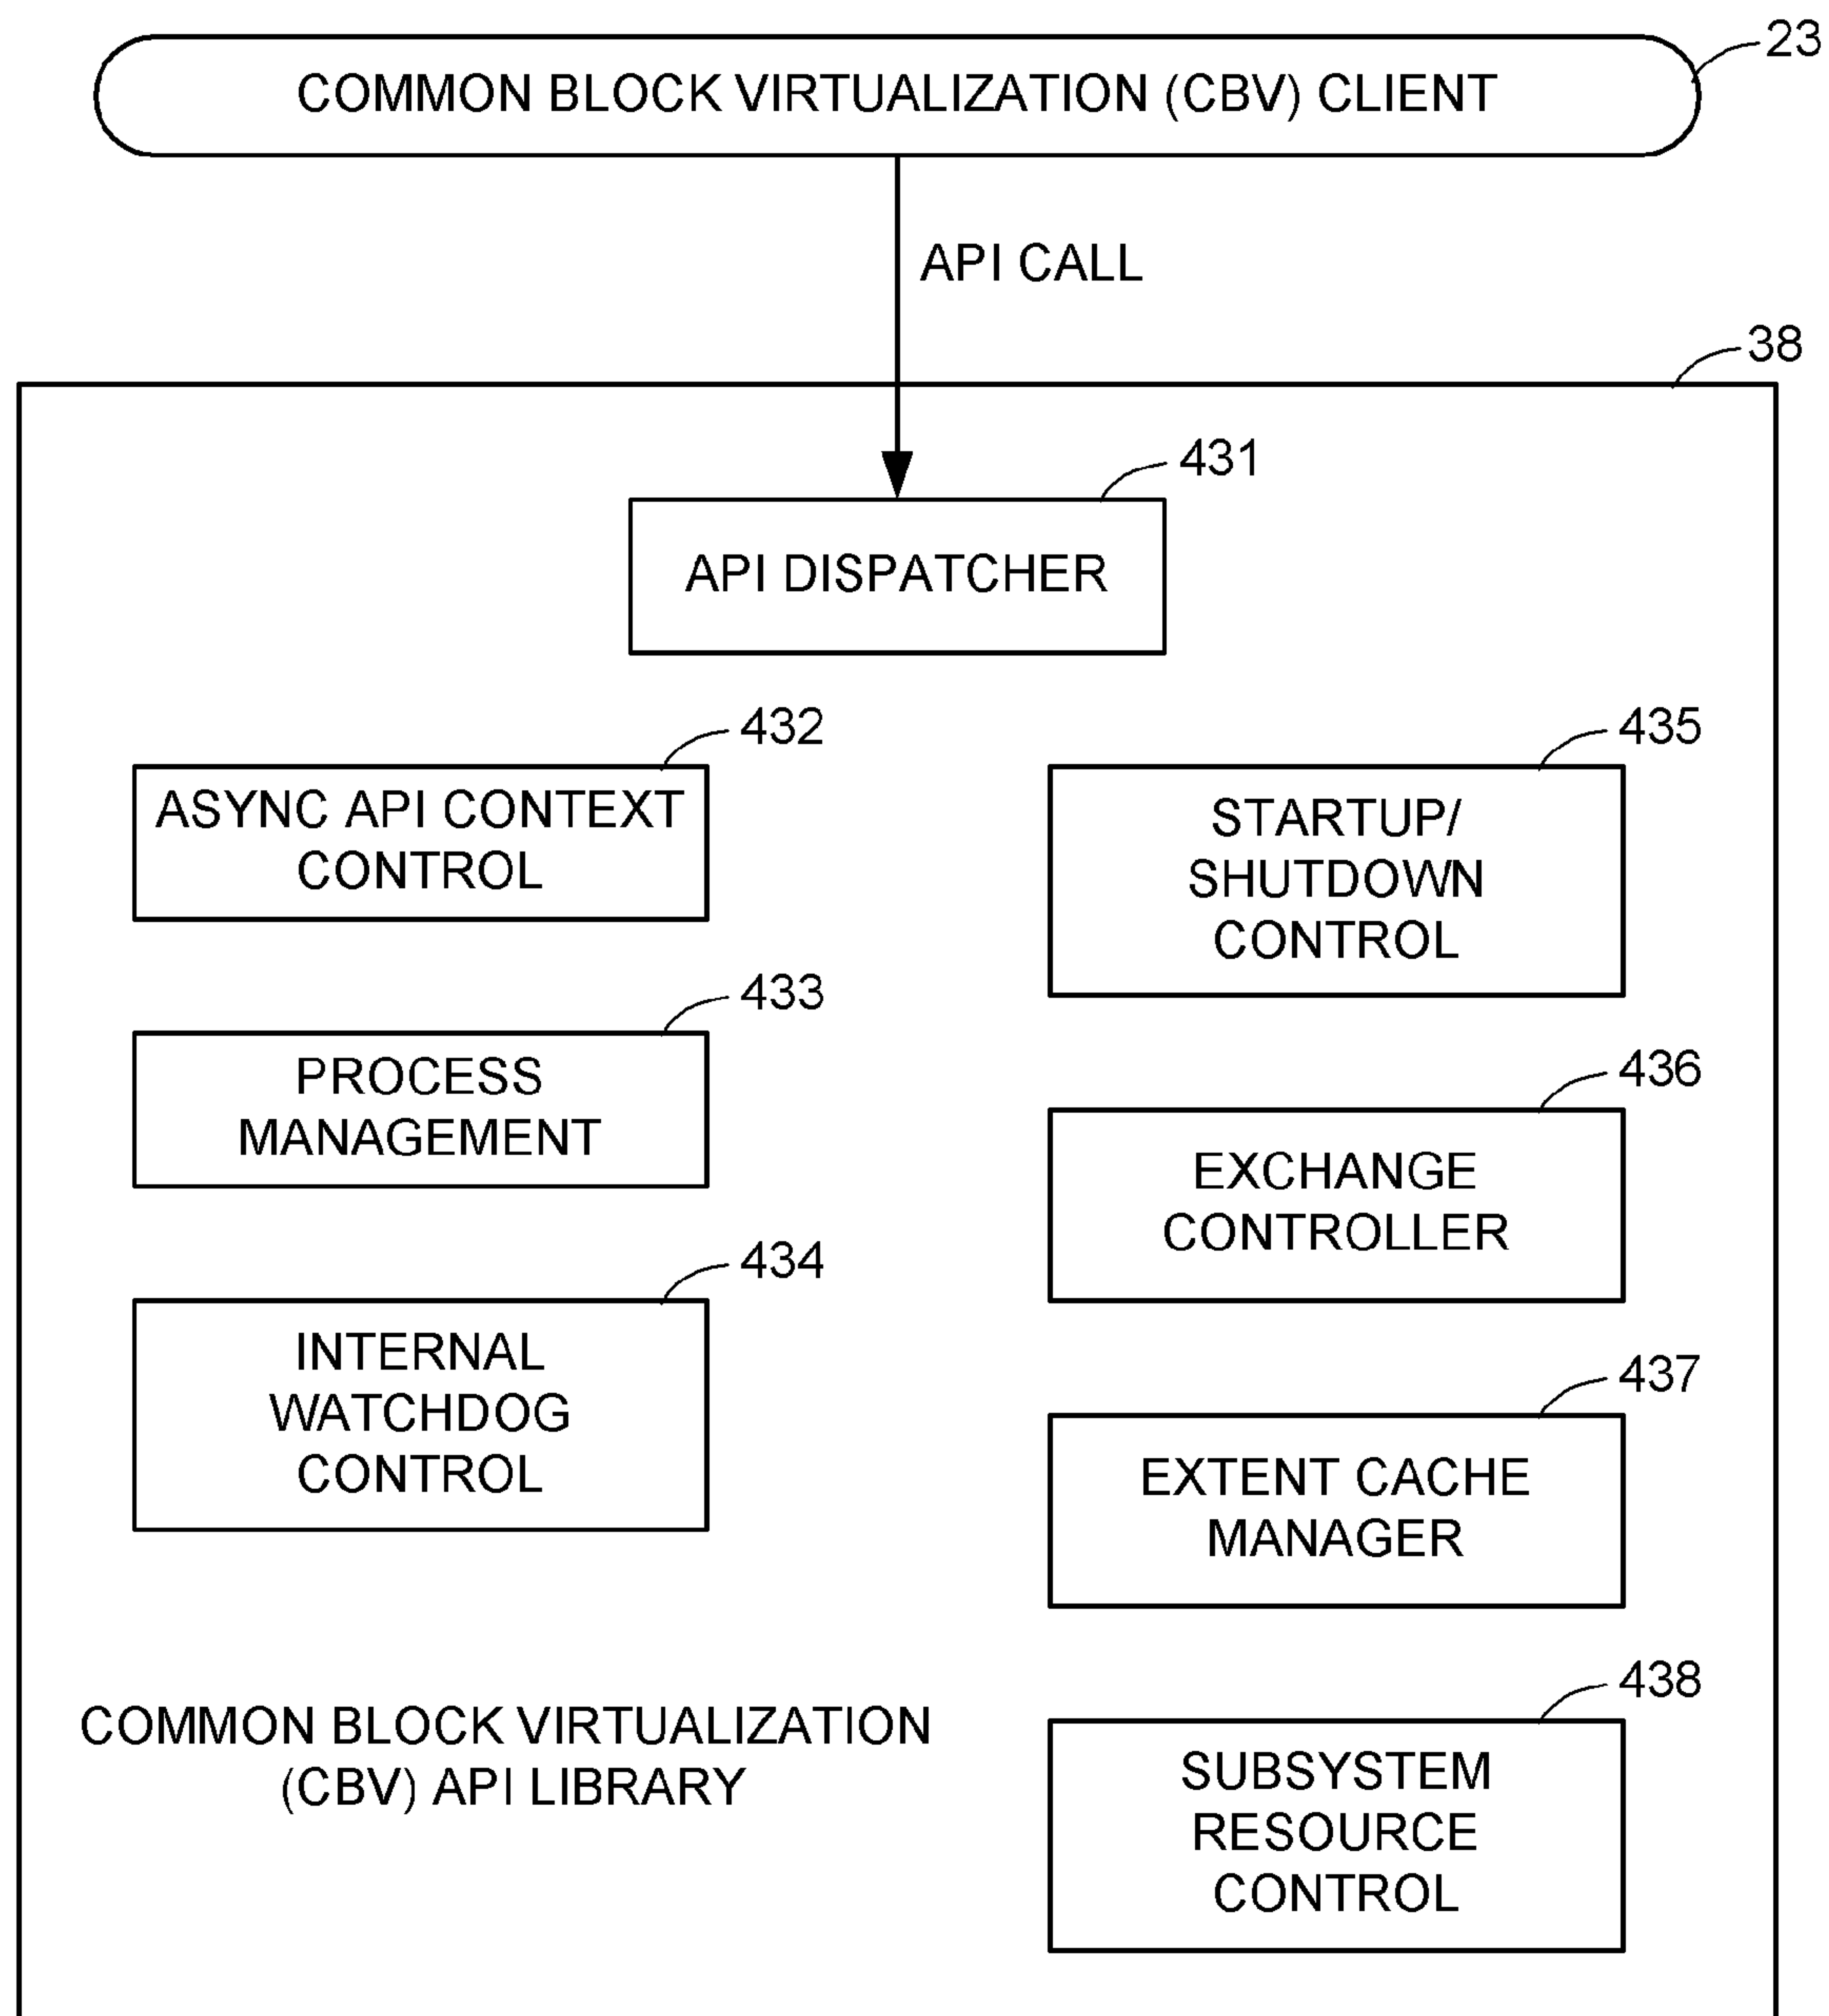 COMMON BLOCK VIRTUALIZATION (CBV) CLIENT
23
API CALL
38
431
API DISPATCHER
432
ASYNC API CONTEXT
CONTROL
433
PROCESS
MANAGEMENT
434
INTERNAL
WATCHDOG
CONTROL
435
STARTUP/
SHUTDOWN
CONTROL
436
EXCHANGE
CONTROLLER
437
EXTENT CACHE
MANAGER
438
SUBSYSTEM
RESOURCE
CONTROL
COMMON BLOCK VIRTUALIZATION
(CBV) API LIBRARY